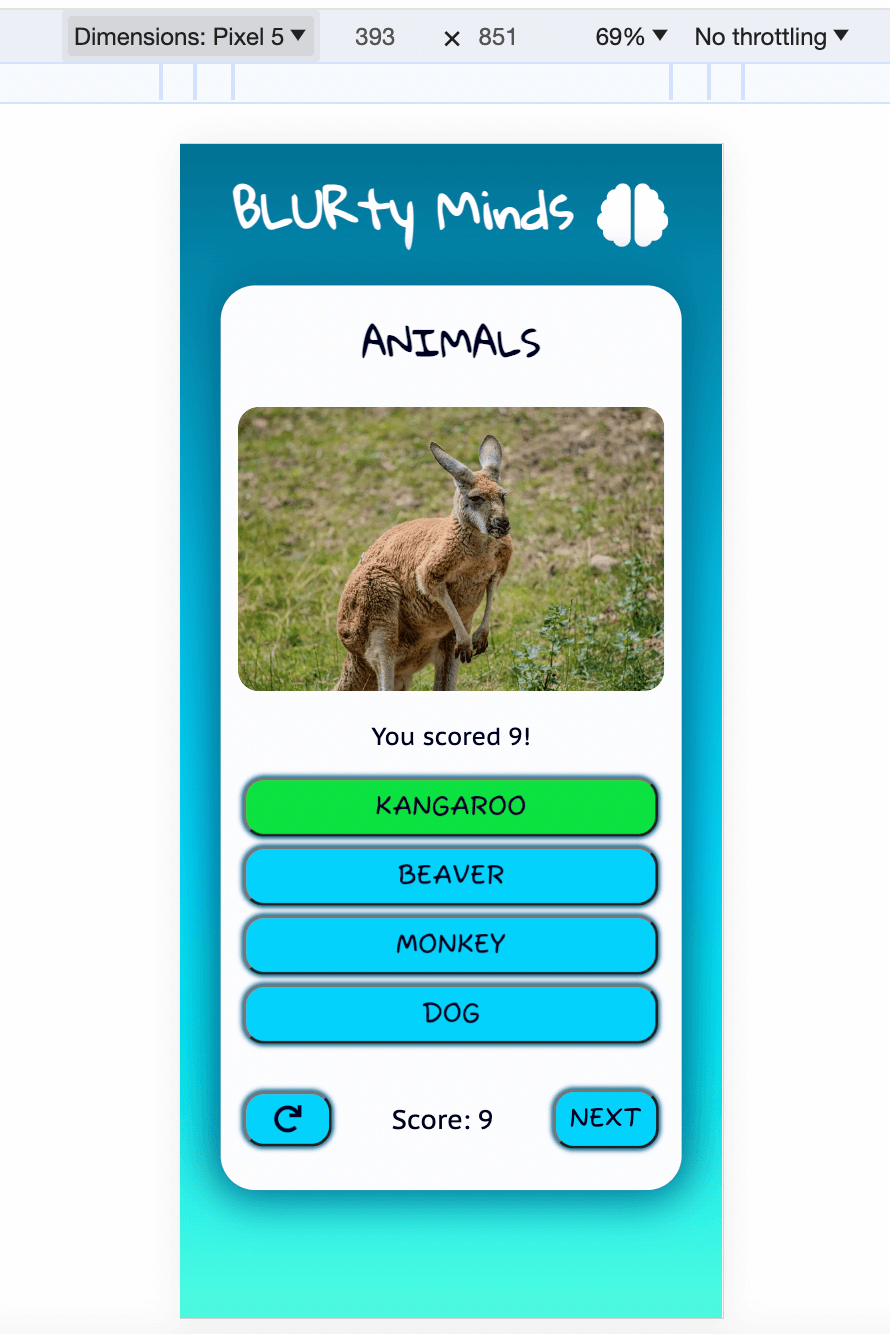 Dimensions: Pixel 5 393 × 851 69% No throttling
BLURty Minds
ANIMALS
You scored 9!
KANGAROO
BEAVER
MONKEY
DOG
Score: 9 NEXT